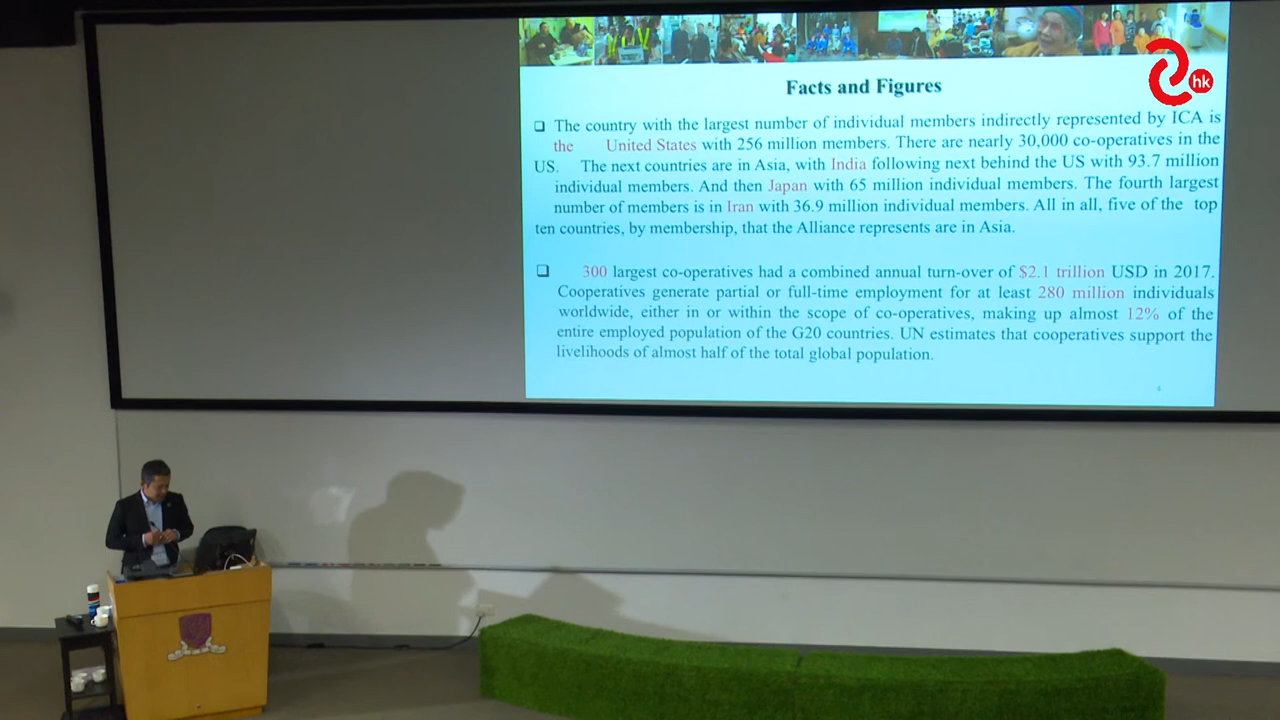 hk
Facts and Figures
❑ The country with the largest number of individual members indirectly represented by ICA is
the United States with 256 million members. There are nearly 30,000 co-operatives in the
US. The next countries are in Asia, with India following next behind the US with 93.7 million
individual members. And then Japan with 65 million individual members. The fourth largest
number of members is in Iran with 36.9 million individual members. All in all, five of the top
ten countries, by membership, that the Alliance represents are in Asia.
❑ 300 largest co-operatives had a combined annual turn-over of $2.1 trillion USD in 2017.
Cooperatives generate partial or full-time employment for at least 280 million individuals
worldwide, either in or within the scope of co-operatives, making up almost 12% of the
entire employed population of the G20 countries. UN estimates that cooperatives support the
livelihoods of almost half of the total global population.
4